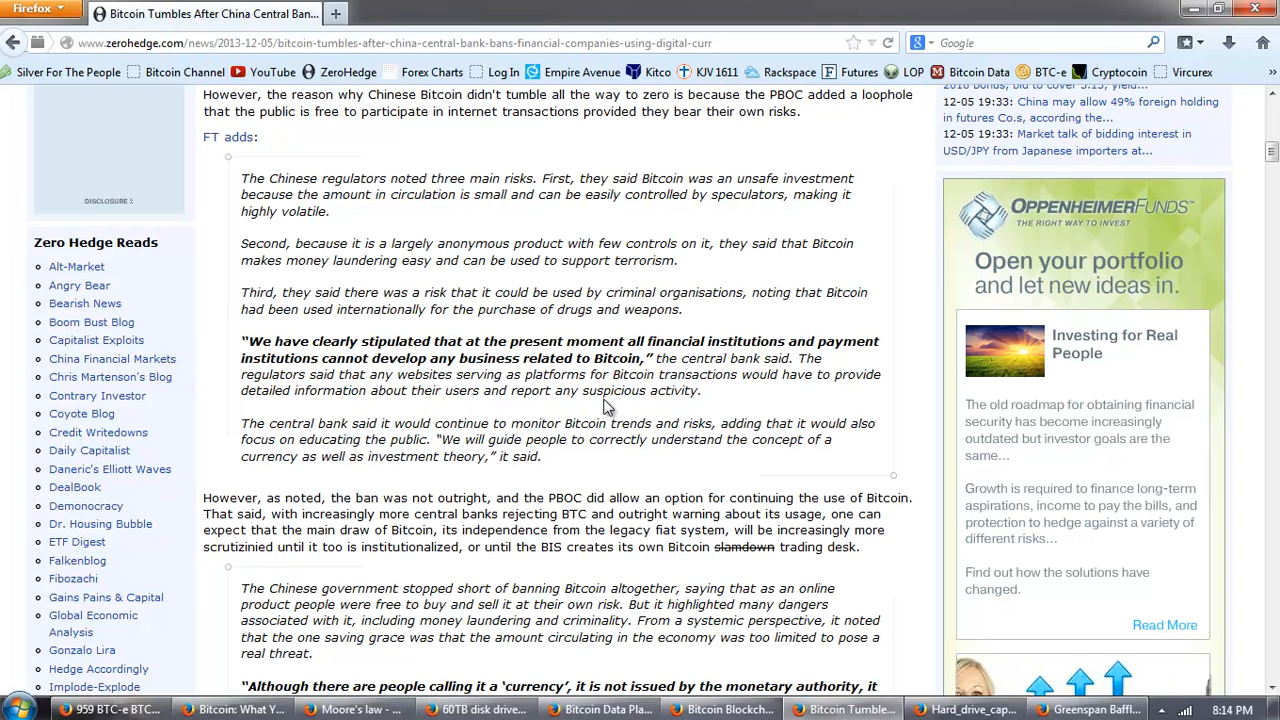 Firefox
Bitcoin Tumbles After China Central Ban...
www.zerohedge.com/news/2013-12-05/bitcoin-tumbles-after-china-central-bank-bans-financial-companies-using-digital-curr
Google
Silver For The People
Bitcoin Channel
YouTube
ZeroHedge
Forex Charts
Log In
Empire Avenue
Kitco
KJV 1611
Rackspace
Futures
LOP
Bitcoin Data
BTC-e
Cryptocoin
Vircurex
»
DISCLOSURE
Zero Hedge Reads
Alt-Market
Angry Bear
Bearish News
Boom Bust Blog
Capitalist Exploits
China Financial Markets
Chris Martenson's Blog
Contrary Investor
Coyote Blog
Credit Writedowns
Daily Capitalist
Daneric's Elliott Waves
DealBook
Demonocracy
Dr. Housing Bubble
ETF Digest
Falkenblog
Fibozachi
Gains Pains & Capital
Global Economic
Analysis
Gonzalo Lira
Hedge Accordingly
Implode-Explode
However, the reason why Chinese Bitcoin didn't tumble all the way to zero is because the PBOC added a loophole
that the public is free to participate in internet transactions provided they bear their own risks.
FT adds:
The Chinese regulators noted three main risks. First, they said Bitcoin was an unsafe investment
because the amount in circulation is small and can be easily controlled by speculators, making it
highly volatile.
Second, because it is a largely anonymous product with few controls on it, they said that Bitcoin
makes money laundering easy and can be used to support terrorism.
Third, they said there was a risk that it could be used by criminal organisations, noting that Bitcoin
had been used internationally for the purchase of drugs and weapons.
“We have clearly stipulated that at the present moment all financial institutions and payment
institutions cannot develop any business related to Bitcoin,” the central bank said. The
regulators said that any websites serving as platforms for Bitcoin transactions would have to provide
detailed information about their users and report any suspicious activity.
The central bank said it would continue to monitor Bitcoin trends and risks, adding that it would also
focus on educating the public. “We will guide people to correctly understand the concept of a
currency as well as investment theory,” it said.
However, as noted, the ban was not outright, and the PBOC did allow an option for continuing the use of Bitcoin.
That said, with increasingly more central banks rejecting BTC and outright warning about its usage, one can
expect that the main draw of Bitcoin, its independence from the legacy fiat system, will be increasingly more
scrutizinied until it too is institutionalized, or until the BIS creates its own Bitcoin slamdown trading desk.
The Chinese government stopped short of banning Bitcoin altogether, saying that as an online
product people were free to buy and sell it at their own risk. But it highlighted many dangers
associated with it, including money laundering and criminality. From a systemic perspective, it noted
that the one saving grace was that the amount circulating in the economy was too limited to pose a
real threat.
“Although there are people calling it a ‘currency’, it is not issued by the monetary authority, it
2018 bonds; bid to cover 3.15; yield...
12-05 19:33: China may allow 49% foreign holding
in futures Co.s, according the...
12-05 19:33: Market talk of bidding interest in
USD/JPY from Japanese importers at...
OPPENHEIMERFUNDS™
THE RIGHT WAY TO INVEST
Open your portfolio
and let new ideas in.
Investing for Real
People
The old roadmap for obtaining financial
security has become increasingly
outdated but investor goals are the
same...
Growth is required to finance long-term
aspirations, income to pay the bills, and
protection to hedge against a variety of
different risks...
Find out how the solutions have
changed.
Read More
959 BTC-e BTC...
Bitcoin: What Y...
Moore's law - ...
60TB disk drive...
Bitcoin Data Pla...
Bitcoin Blockch...
Bitcoin Tumble...
Hard_drive_cap...
Greenspan Baffl...
8:14 PM